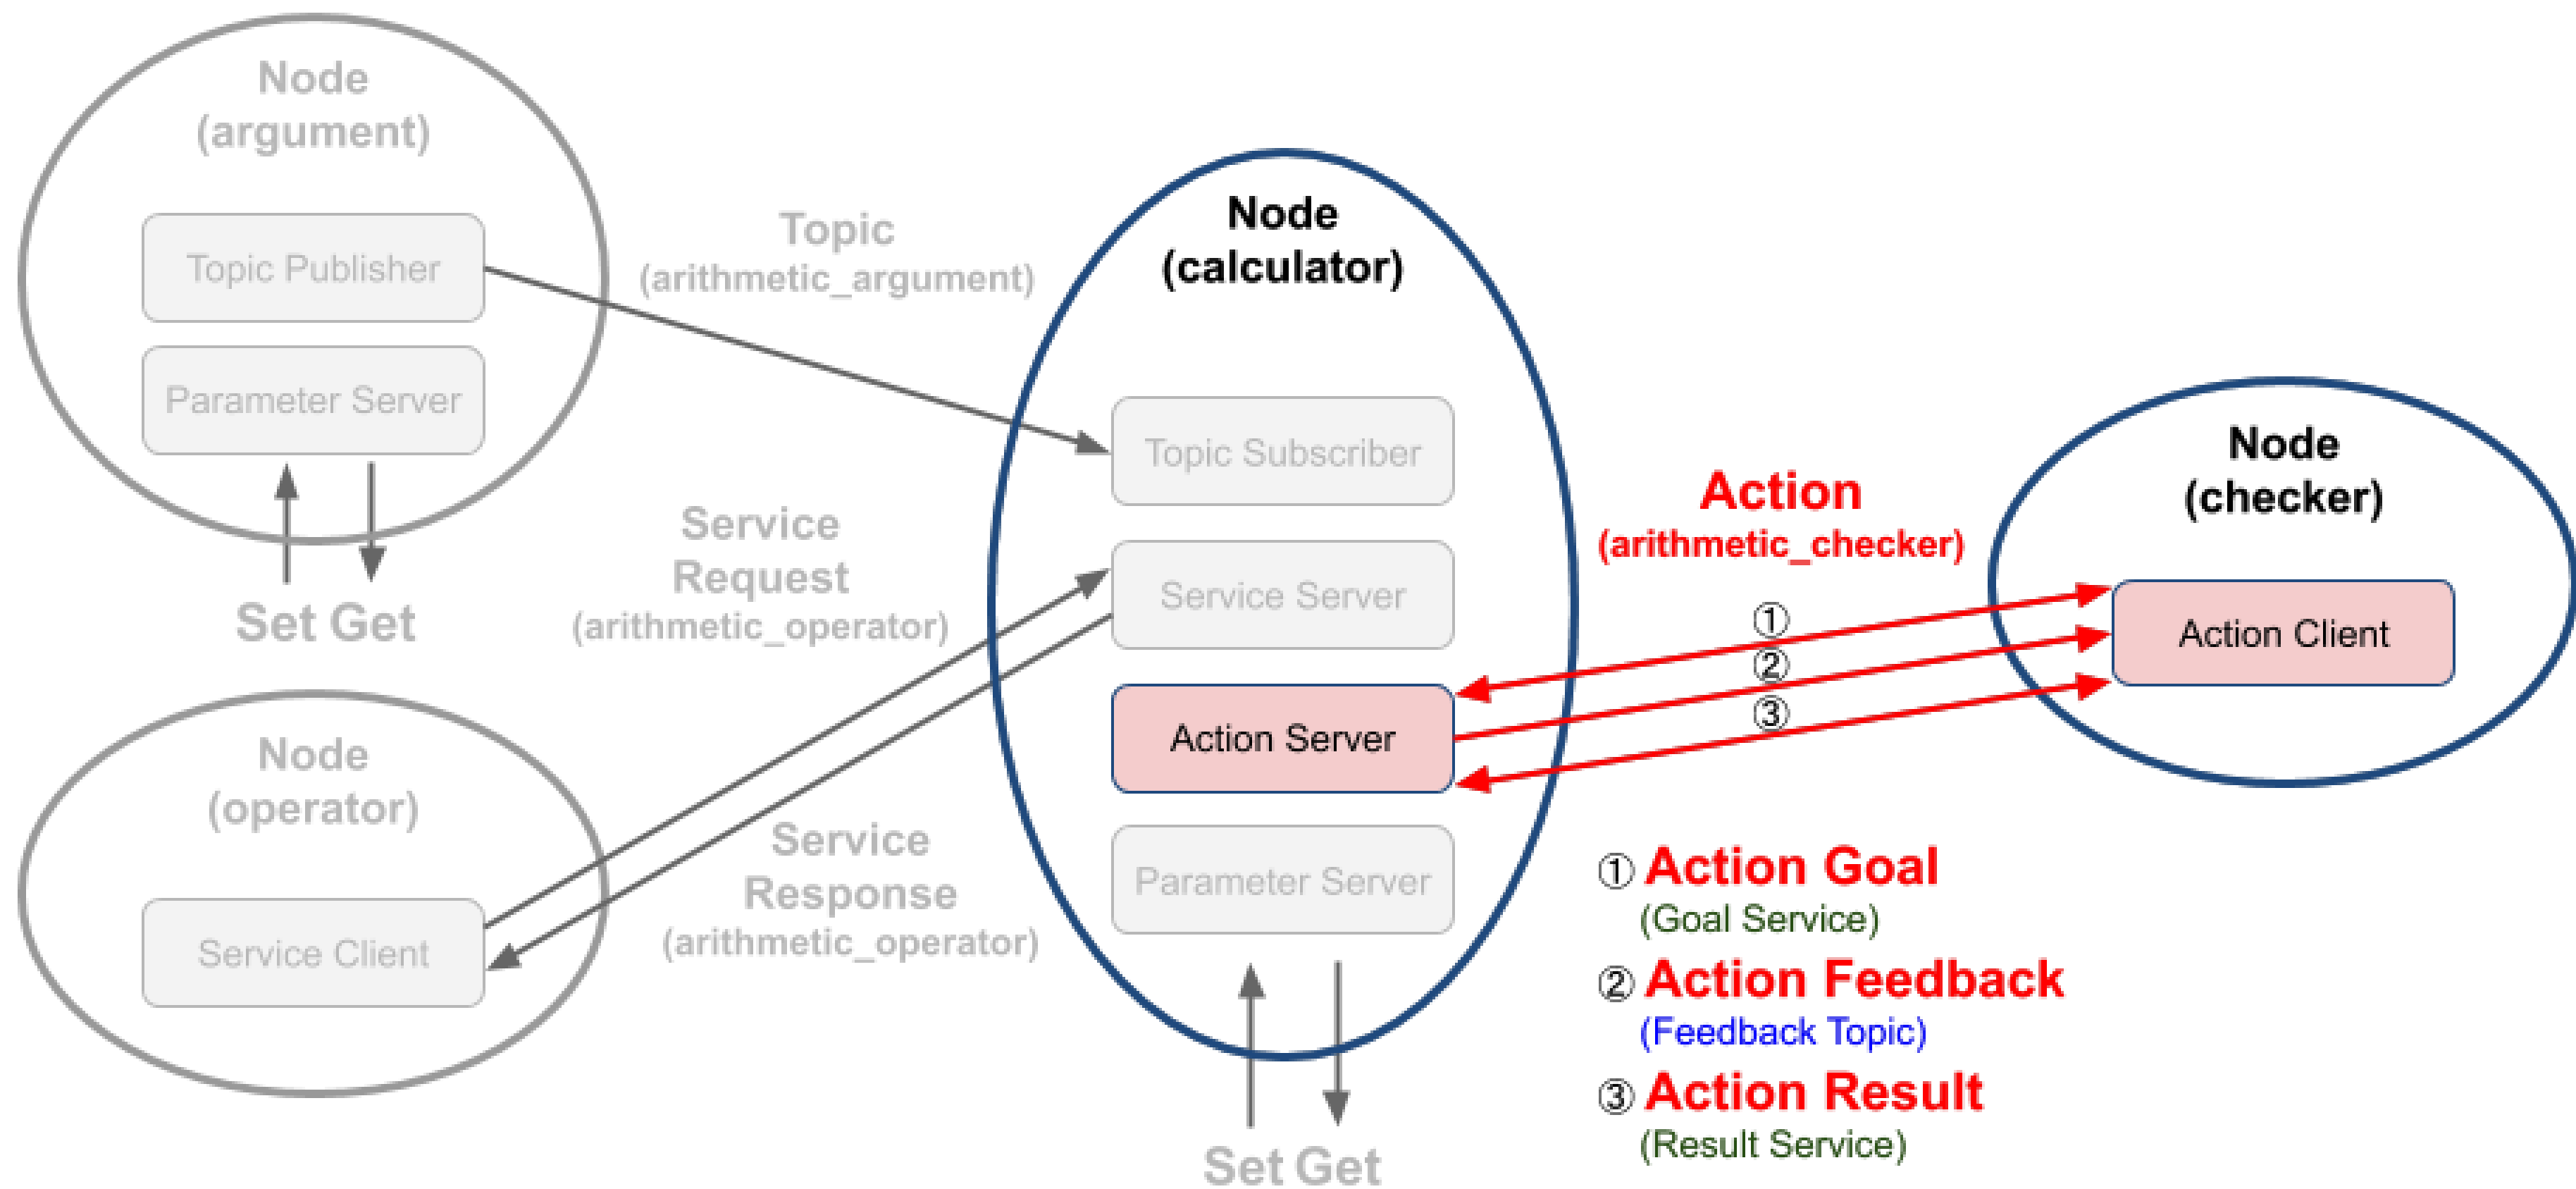 Node
(argument)
Topic Publisher
Parameter Server
Set Get
Topic
(arithmetic_argument)
Service
Request
(arithmetic_operator)
Node
(operator)
Service Client
Service
Response
(arithmetic_operator)
Node
(calculator)
Topic Subscriber
Service Server
Action Server
Parameter Server
Set Get
Action
(arithmetic_checker)
①
②
③
Node
(checker)
Action Client
① Action Goal
(Goal Service)
② Action Feedback
(Feedback Topic)
③ Action Result
(Result Service)